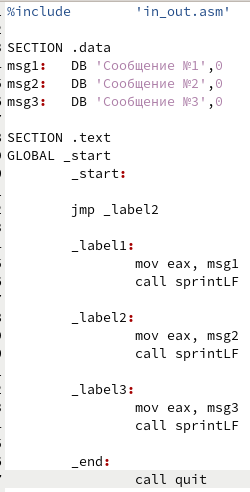 %include 'in_out.asm'
SECTION .data
msg1: DB 'Сообщение №1',0
msg2: DB 'Сообщение №2',0
msg3: DB 'Сообщение №3',0
SECTION .text
GLOBAL _start
_start:
jmp _label2
_label1:
mov eax, msg1
call sprintLF
_label2:
mov eax, msg2
call sprintLF
_label3:
mov eax, msg3
call sprintLF
_end:
call quit